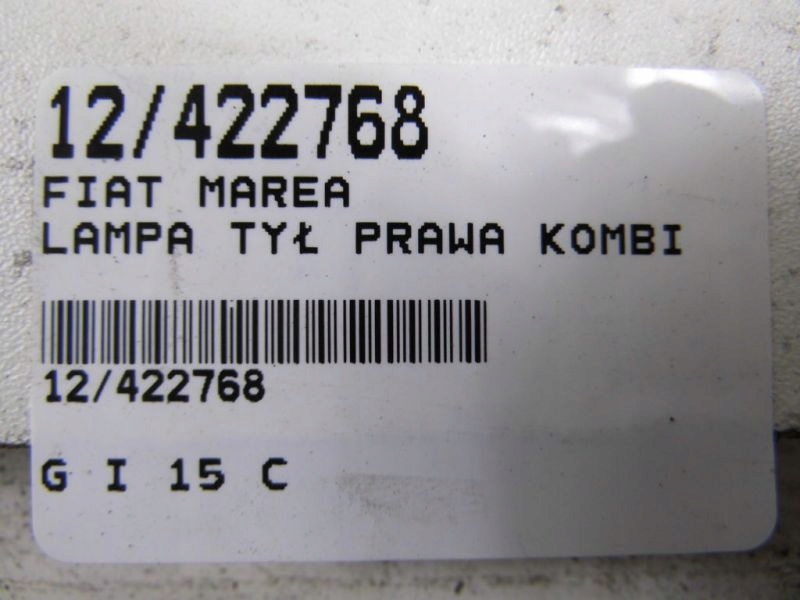 12/422768
FIAT MAREA
LAMPA TYŁ PRAWA KOMBI
12/422768
G I 15 C